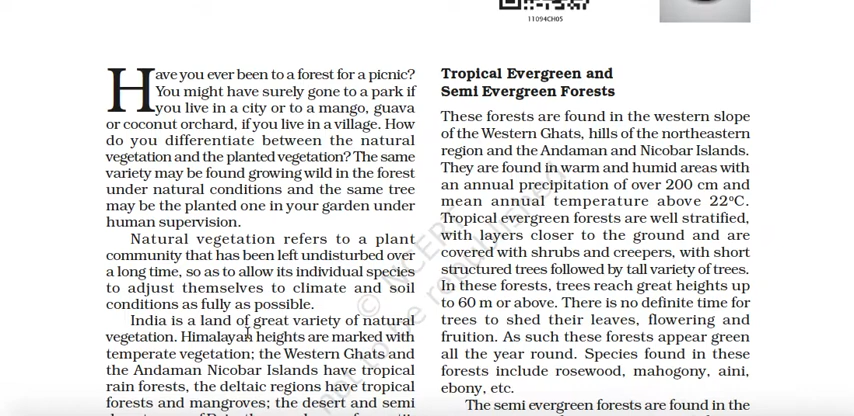 11094CH05
Have you ever been to a forest for a picnic?
You might have surely gone to a park if
you live in a city or to a mango, guava
or coconut orchard, if you live in a village. How
do you differentiate between the natural
vegetation and the planted vegetation? The same
variety may be found growing wild in the forest
under natural conditions and the same tree
may be the planted one in your garden under
human supervision.
Natural vegetation refers to a plant
community that has been left undisturbed over
a long time, so as to allow its individual species
to adjust themselves to climate and soil
conditions as fully as possible.
India is a land of great variety of natural
vegetation. Himalayan heights are marked with
temperate vegetation; the Western Ghats and
the Andaman Nicobar Islands have tropical
rain forests, the deltaic regions have tropical
forests and mangroves; the desert and semi
Tropical Evergreen and
Semi Evergreen Forests
These forests are found in the western slope
of the Western Ghats, hills of the northeastern
region and the Andaman and Nicobar Islands.
They are found in warm and humid areas with
an annual precipitation of over 200 cm and
mean annual temperature above 22°C.
Tropical evergreen forests are well stratified,
with layers closer to the ground and are
covered with shrubs and creepers, with short
structured trees followed by tall variety of trees.
In these forests, trees reach great heights up
to 60 m or above. There is no definite time for
trees to shed their leaves, flowering and
fruition. As such these forests appear green
all the year round. Species found in these
forests include rosewood, mahogony, aini,
ebony, etc.
The semi evergreen forests are found in the
© NCERT
not to be republished